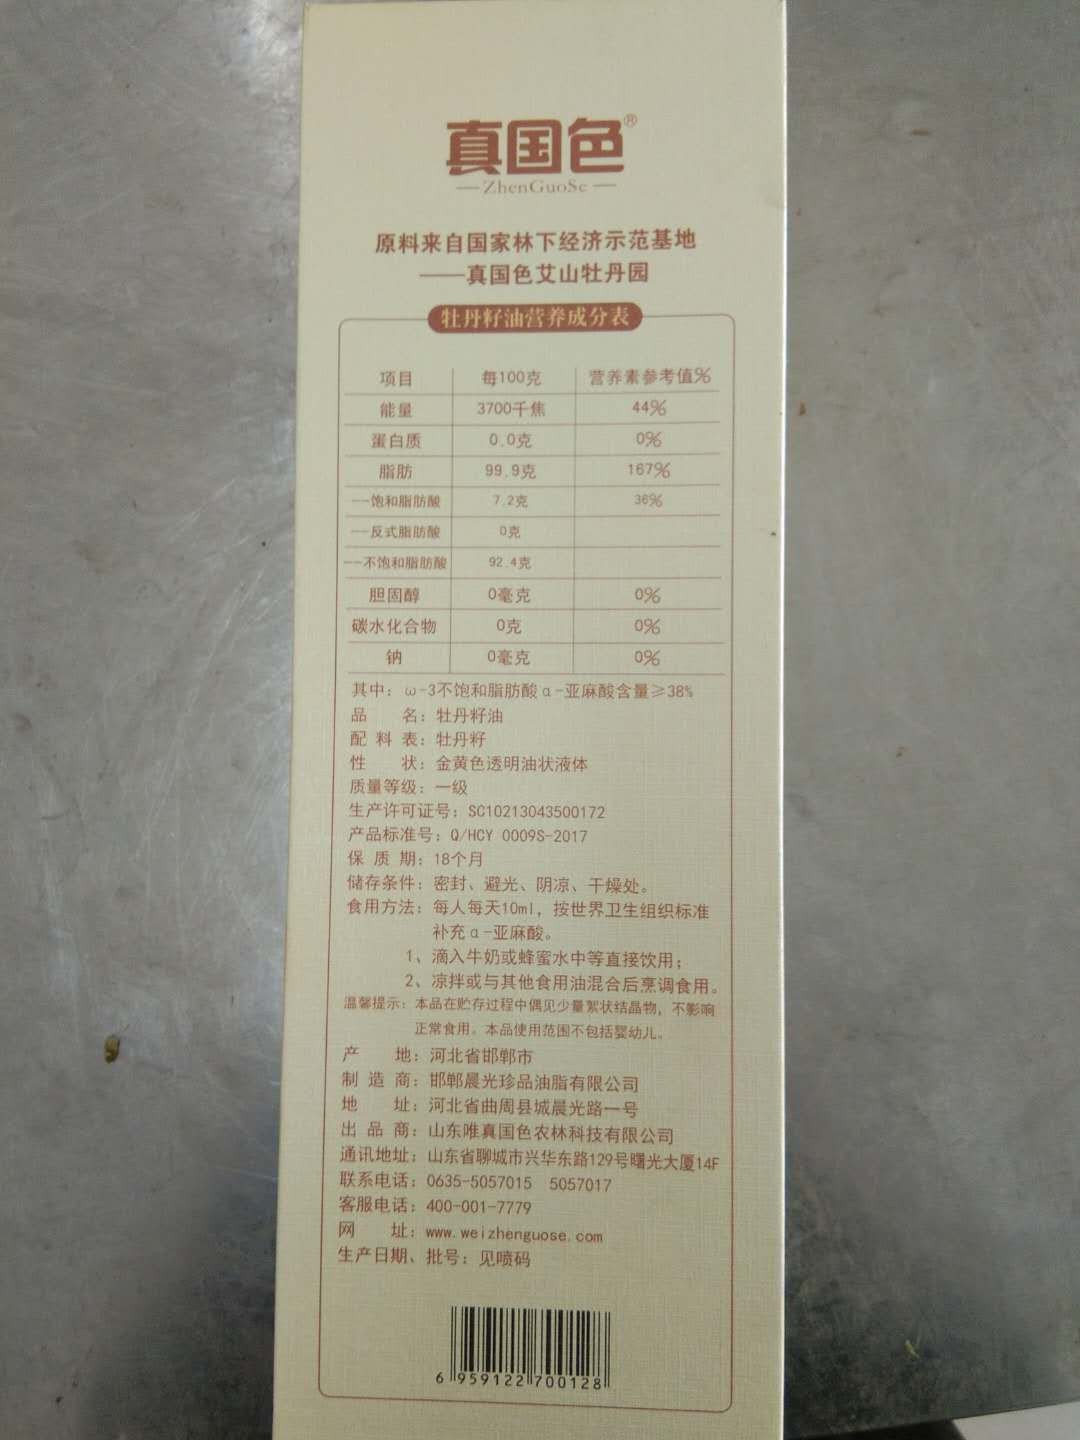 真国色®
ZhenGuoSe
原料来自国家林下经济示范基地
——真国色艾山牡丹园
牡丹籽油营养成分表
项目 每100克 营养素参考值%
能量 3700千焦 44%
蛋白质 0.0克 0%
脂肪 99.9克 167%
--饱和脂肪酸 7.2克 36%
--反式脂肪酸 0克
--不饱和脂肪酸 92.4克
胆固醇 0毫克 0%
碳水化合物 0克 0%
钠 0毫克 0%
其中：ω-3不饱和脂肪酸α-亚麻酸含量≥38%
品 名：牡丹籽油
配 料 表：牡丹籽
性 状：金黄色透明油状液体
质量等级：一级
生产许可证号：SC10213043500172
产品标准号：Q/HCY 0009S-2017
保 质 期：18个月
储存条件：密封、避光、阴凉、干燥处。
食用方法：每人每天10ml，按世界卫生组织标准
补充α-亚麻酸。
1、滴入牛奶或蜂蜜水中等直接饮用；
2、凉拌或与其他食用油混合后烹调食用。
温馨提示：本品在贮存过程中偶见少量絮状结晶物，不影响
正常食用。本品使用范围不包括婴幼儿。
产 地：河北省邯郸市
制 造 商：邯郸晨光珍品油脂有限公司
地 址：河北省曲周县城晨光路一号
出 品 商：山东唯真国色农林科技有限公司
通讯地址：山东省聊城市兴华东路129号曙光大厦14F
联系电话：0635-5057015 5057017
客服电话：400-001-7779
网 址：www.weizhenguose.com
生产日期、批号：见喷码
6 959122 700128